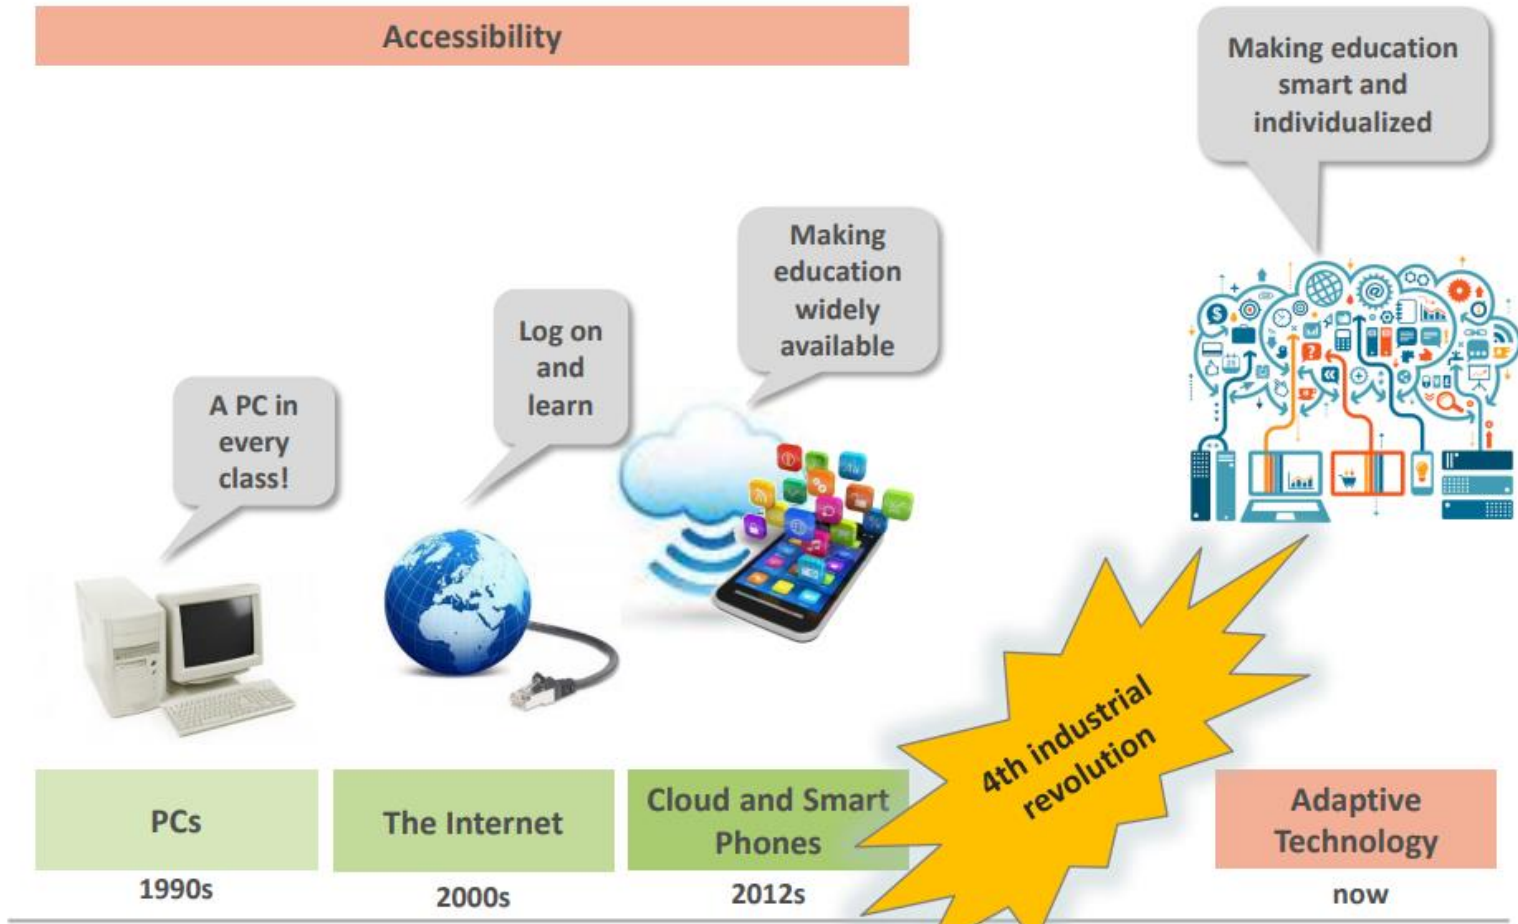 Accessibility
Making education
smart and
individualized
Making
education
widely
available
Log on
and
learn
A PC in
every
class!
4th industrial
revolution
PCs
The Internet
Cloud and Smart
Phones
Adaptive
Technology
1990s
2000s
2012s
now